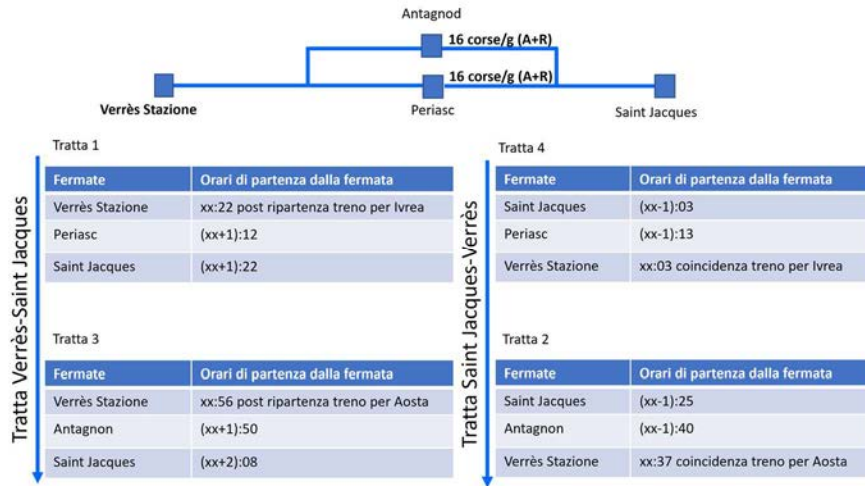 Antagnod
16 corse/g (A+R)
16 corse/g (A+R)
Verrès Stazione
Periasc
Saint Jacques
Tratta Verrès-Saint Jacques
Tratta 1
Fermate Orari di partenza dalla fermata
Verrès Stazione xx:22 post ripartenza treno per Ivrea
Periasc (xx+1):12
Saint Jacques (xx+1):22
Tratta 3
Fermate Orari di partenza dalla fermata
Verrès Stazione xx:56 post ripartenza treno per Aosta
Antagnon (xx+1):50
Saint Jacques (xx+2):08
Tratta Saint Jacques-Verrès
Tratta 4
Fermate Orari di partenza dalla fermata
Saint Jacques (xx-1):03
Periasc (xx-1):13
Verrès Stazione xx:03 coincidenza treno per Ivrea
Tratta 2
Fermate Orari di partenza dalla fermata
Saint Jacques (xx-1):25
Antagnon (xx-1):40
Verrès Stazione xx:37 coincidenza treno per Aosta